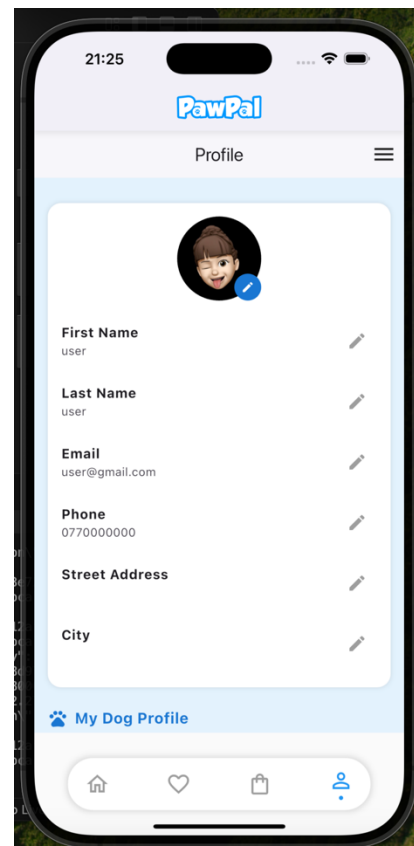 21:25
PawPal
Profile
First Name
user
Last Name
user
Email
user@gmail.com
Phone
0770000000
Street Address
City
My Dog Profile